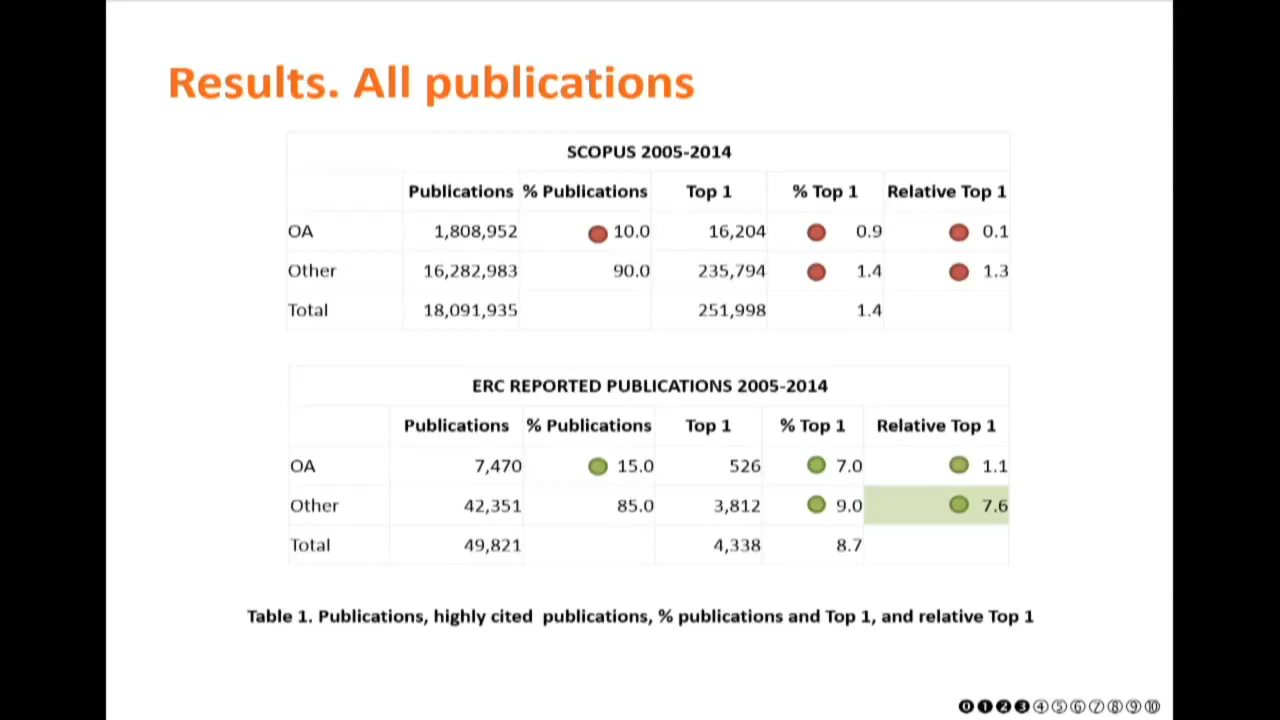 Results. All publications
SCOPUS 2005-2014
Publications % Publications Top 1 % Top 1 Relative Top 1
OA 1,808,952 10.0 16,204 0.9 0.1
Other 16,282,983 90.0 235,794 1.4 1.3
Total 18,091,935 251,998 1.4
ERC REPORTED PUBLICATIONS 2005-2014
Publications % Publications Top 1 % Top 1 Relative Top 1
OA 7,470 15.0 526 7.0 1.1
Other 42,351 85.0 3,812 9.0 7.6
Total 49,821 4,338 8.7
Table 1. Publications, highly cited publications, % publications and Top 1, and relative Top 1
⓿❶❷❸④⑤⑥⑦⑧⑨⑩